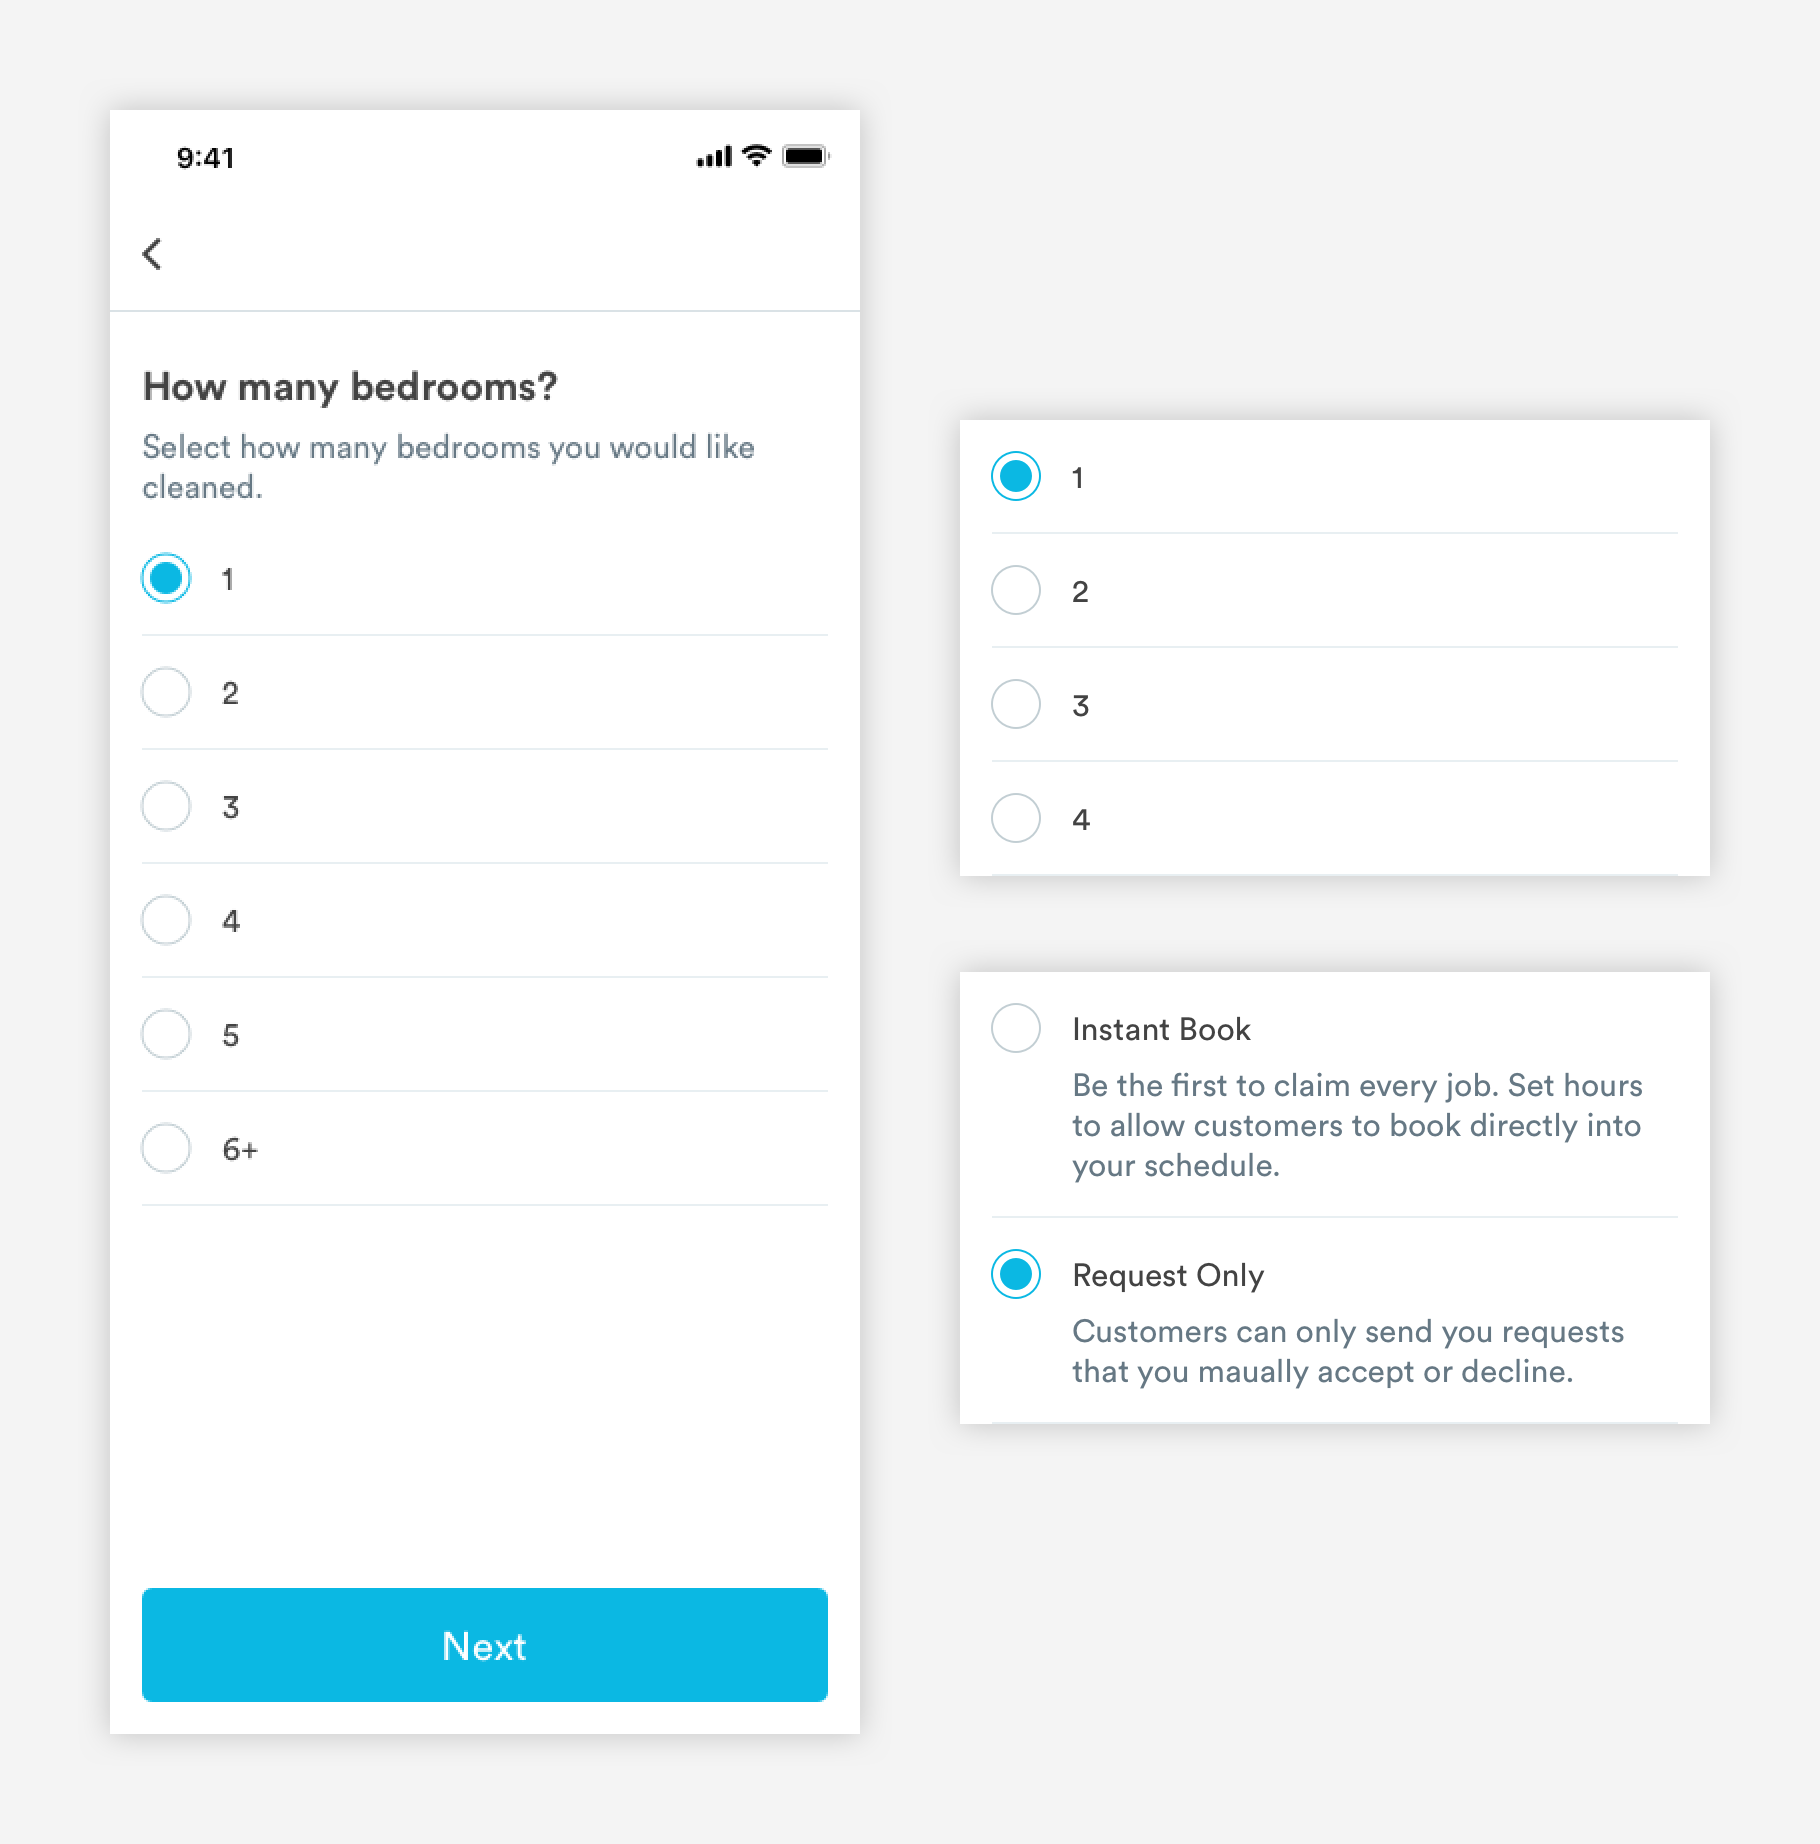 9:41
How many bedrooms?
Select how many bedrooms you would like
cleaned.
1
2
3
4
5
6+
Next
1
2
3
4
Instant Book
Be the first to claim every job. Set hours
to allow customers to book directly into
your schedule.
Request Only
Customers can only send you requests
that you maually accept or decline.